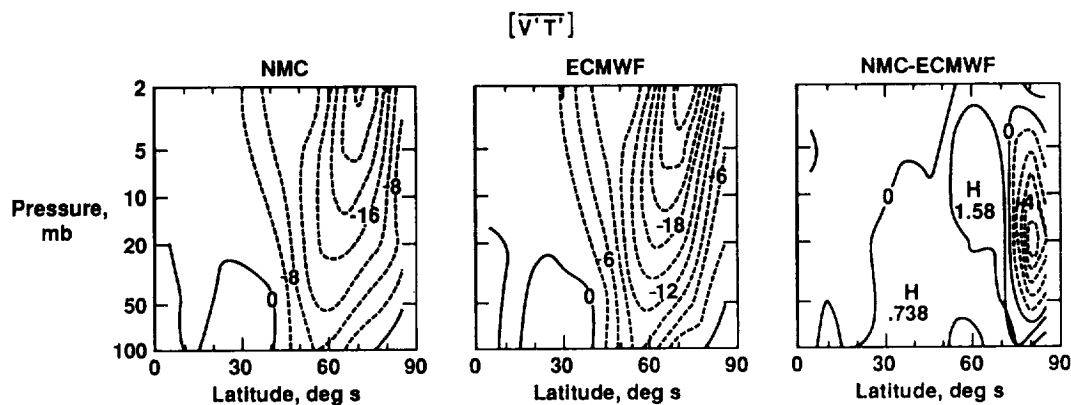 [V'T']
NMC
ECMWF
NMC-ECMWF
Pressure, mb
2
5
10
20
50
100
-8
-16
-8
0
0 30 60 90
Latitude, deg s
-6
-18
-6
-12
0
0 30 60 90
Latitude, deg s
0
0
H
1.58
H
.738
0 30 60 90
Latitude, deg s